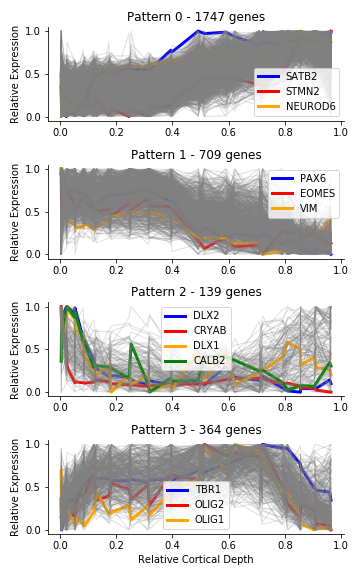 Pattern 0 - 1747 genes
1.0
0.5
0.0
Relative Expression
SATB2
STMN2
NEUROD6
0.0 0.2 0.4 0.6 0.8 1.0
Pattern 1 - 709 genes
1.0
0.5
0.0
Relative Expression
PAX6
EOMES
VIM
0.0 0.2 0.4 0.6 0.8 1.0
Pattern 2 - 139 genes
1.0
0.5
0.0
Relative Expression
DLX2
CRYAB
DLX1
CALB2
0.0 0.2 0.4 0.6 0.8 1.0
Pattern 3 - 364 genes
1.0
0.5
0.0
Relative Expression
TBR1
OLIG2
OLIG1
0.0 0.2 0.4 0.6 0.8 1.0
Relative Cortical Depth